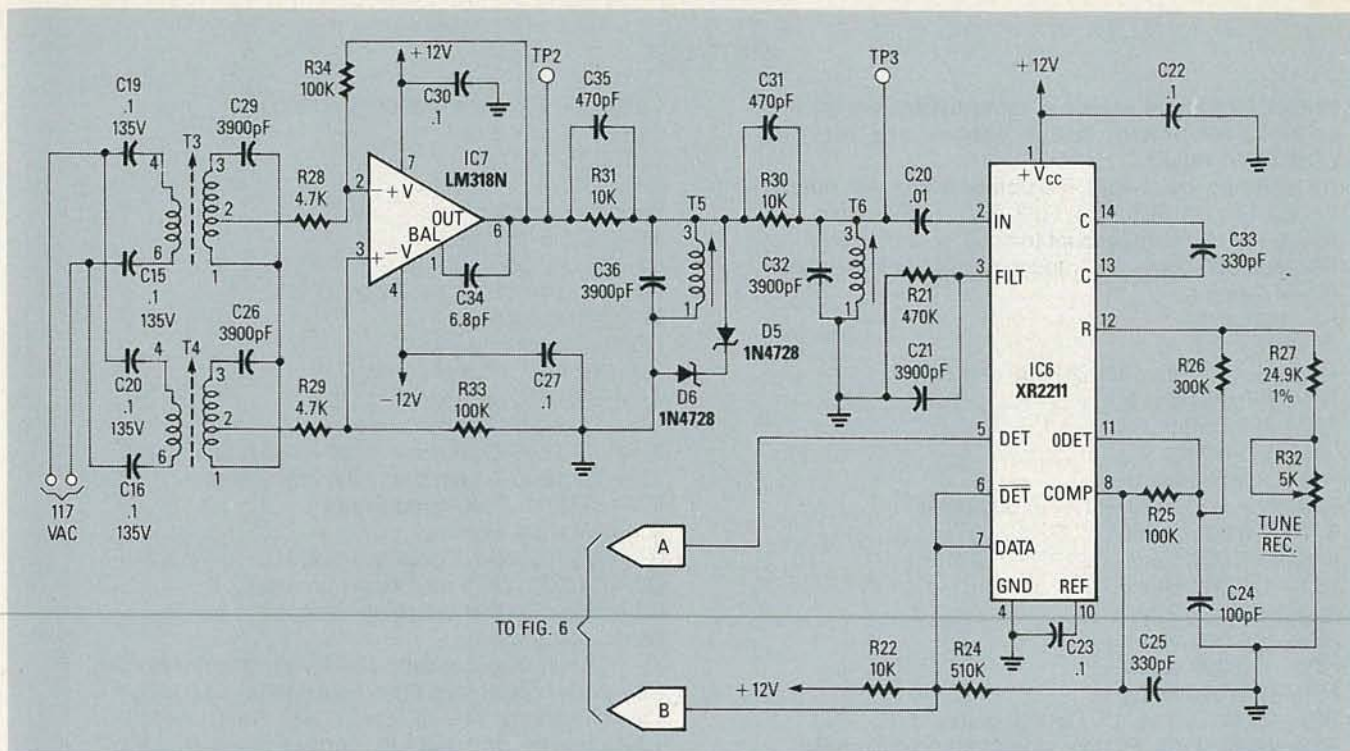 C19
.1
135V
4
T3
C29
3900pF
3
2
1
6
C15
.1
135V
C20
.1
135V
4
T4
C26
3900pF
3
2
1
6
C16
.1
135V
117
VAC
R28
4.7K
R29
4.7K
R34
100K
+12V
C30
.1
7
IC7
LM318N
2
-
+V
OUT
6
BAL
1
3
+
-V
4
C34
6.8pF
-12V
C27
.1
R33
100K
TP2
C35
470pF
R31
10K
C36
3900pF
T5
3
1
D5
1N4728
D6
1N4728
C31
470pF
R30
10K
C32
3900pF
T6
3
1
TP3
C20
.01
R21
470K
C21
3900pF
+12V
C22
.1
1
+VCC
2
IN
C
14
C33
330pF
C
13
3
FILT
R
12
IC6
XR2211
R26
300K
R27
24.9K
1%
5
DET
ODET
11
6
DET
COMP
8
R25
100K
R32
5K
TUNE
REC.
7
DATA
GND
REF
4
10
C23
.1
C24
100pF
C25
330pF
A
TO FIG. 6
B
+12V
R22
10K
R24
510K